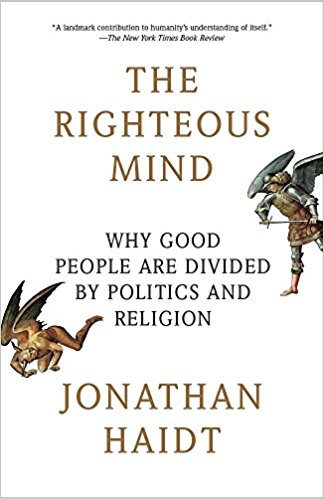 "A landmark contribution to humanity's understanding of itself."
—The New York Times Book Review
THE
RIGHTEOUS
MIND
WHY GOOD
PEOPLE ARE DIVIDED
BY POLITICS AND
RELIGION
JONATHAN
HAIDT